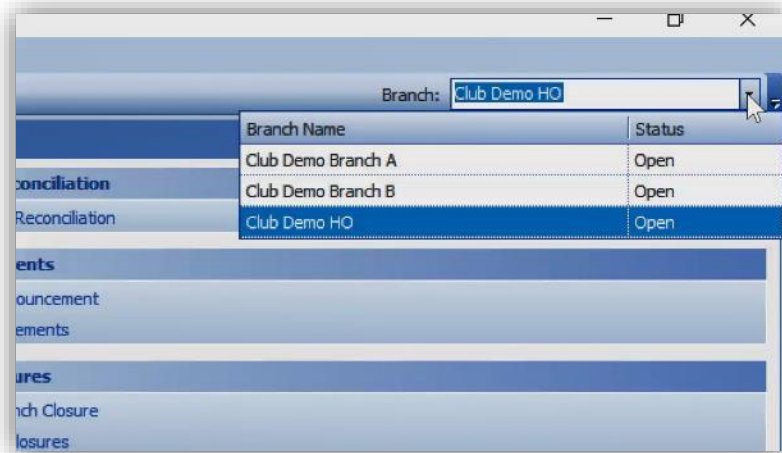 Branch: Club Demo HO
Branch Name Status
Club Demo Branch A Open
Club Demo Branch B Open
Club Demo HO Open
Reconciliation
ents
ouncement
ements
ures
nch Closure
losures